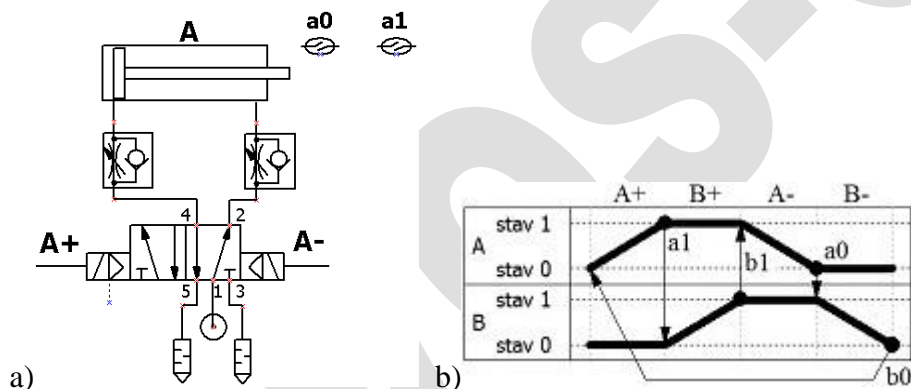 a0 a1
A
4 2
A+ A-
5 1 3
a)
A+ B+ A- B-
A stav 1
a1 a0
stav 0 b1
B stav 1
stav 0
b0
b)